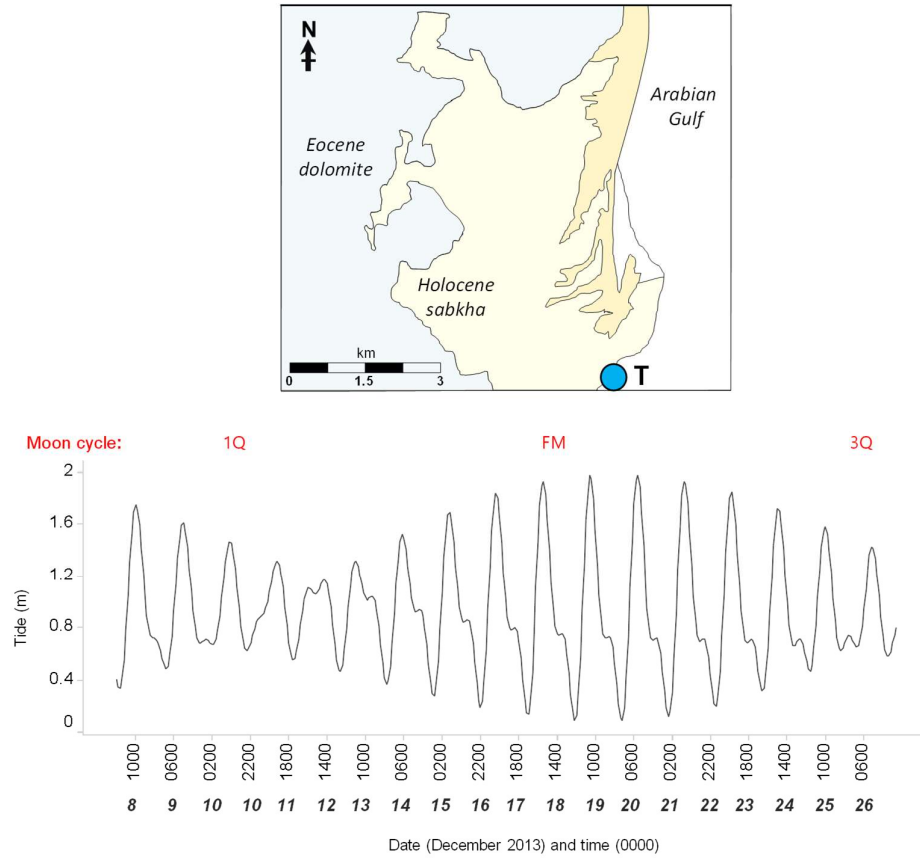 N
Arabian
Gulf
Eocene
dolomite
Holocene
sabkha
km
0 1.5 3
T
Moon cycle: 1Q FM 3Q
2
1.6
1.2
0.8
0.4
0
Tide (m)
1000 0600 0200 2200 1800 1400 1000 0600 0200 2200 1800 1400 1000 0600 0200 2200 1800 1400 1000 0600
8 9 10 10 11 12 13 14 15 16 17 18 19 20 21 22 23 24 25 26
Date (December 2013) and time (0000)